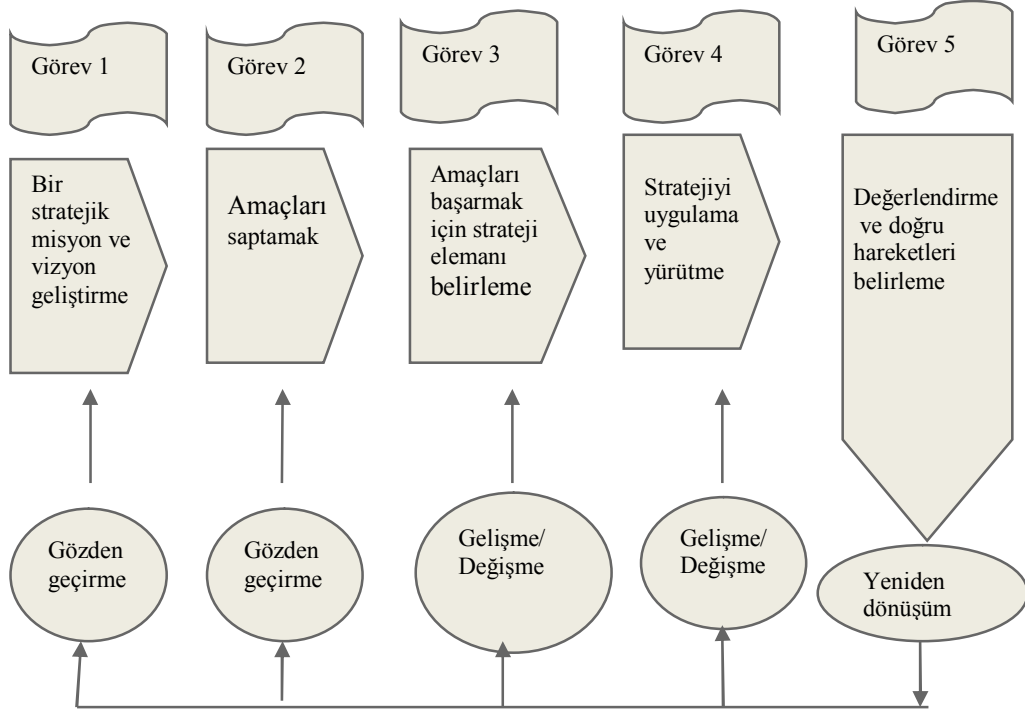 Görev 1
Görev 2
Görev 3
Görev 4
Görev 5
Bir
stratejik
misyon ve
vizyon
geliştirme
Amaçları
saptamak
Amaçları
başarmak
için strateji
elemanı
belirleme
Stratejiyi
uygulama
ve
yürütme
Değerlendirme
ve doğru
hareketleri
belirleme
Gözden
geçirme
Gözden
geçirme
Gelişme/
Değişme
Gelişme/
Değişme
Yeniden
dönüşüm